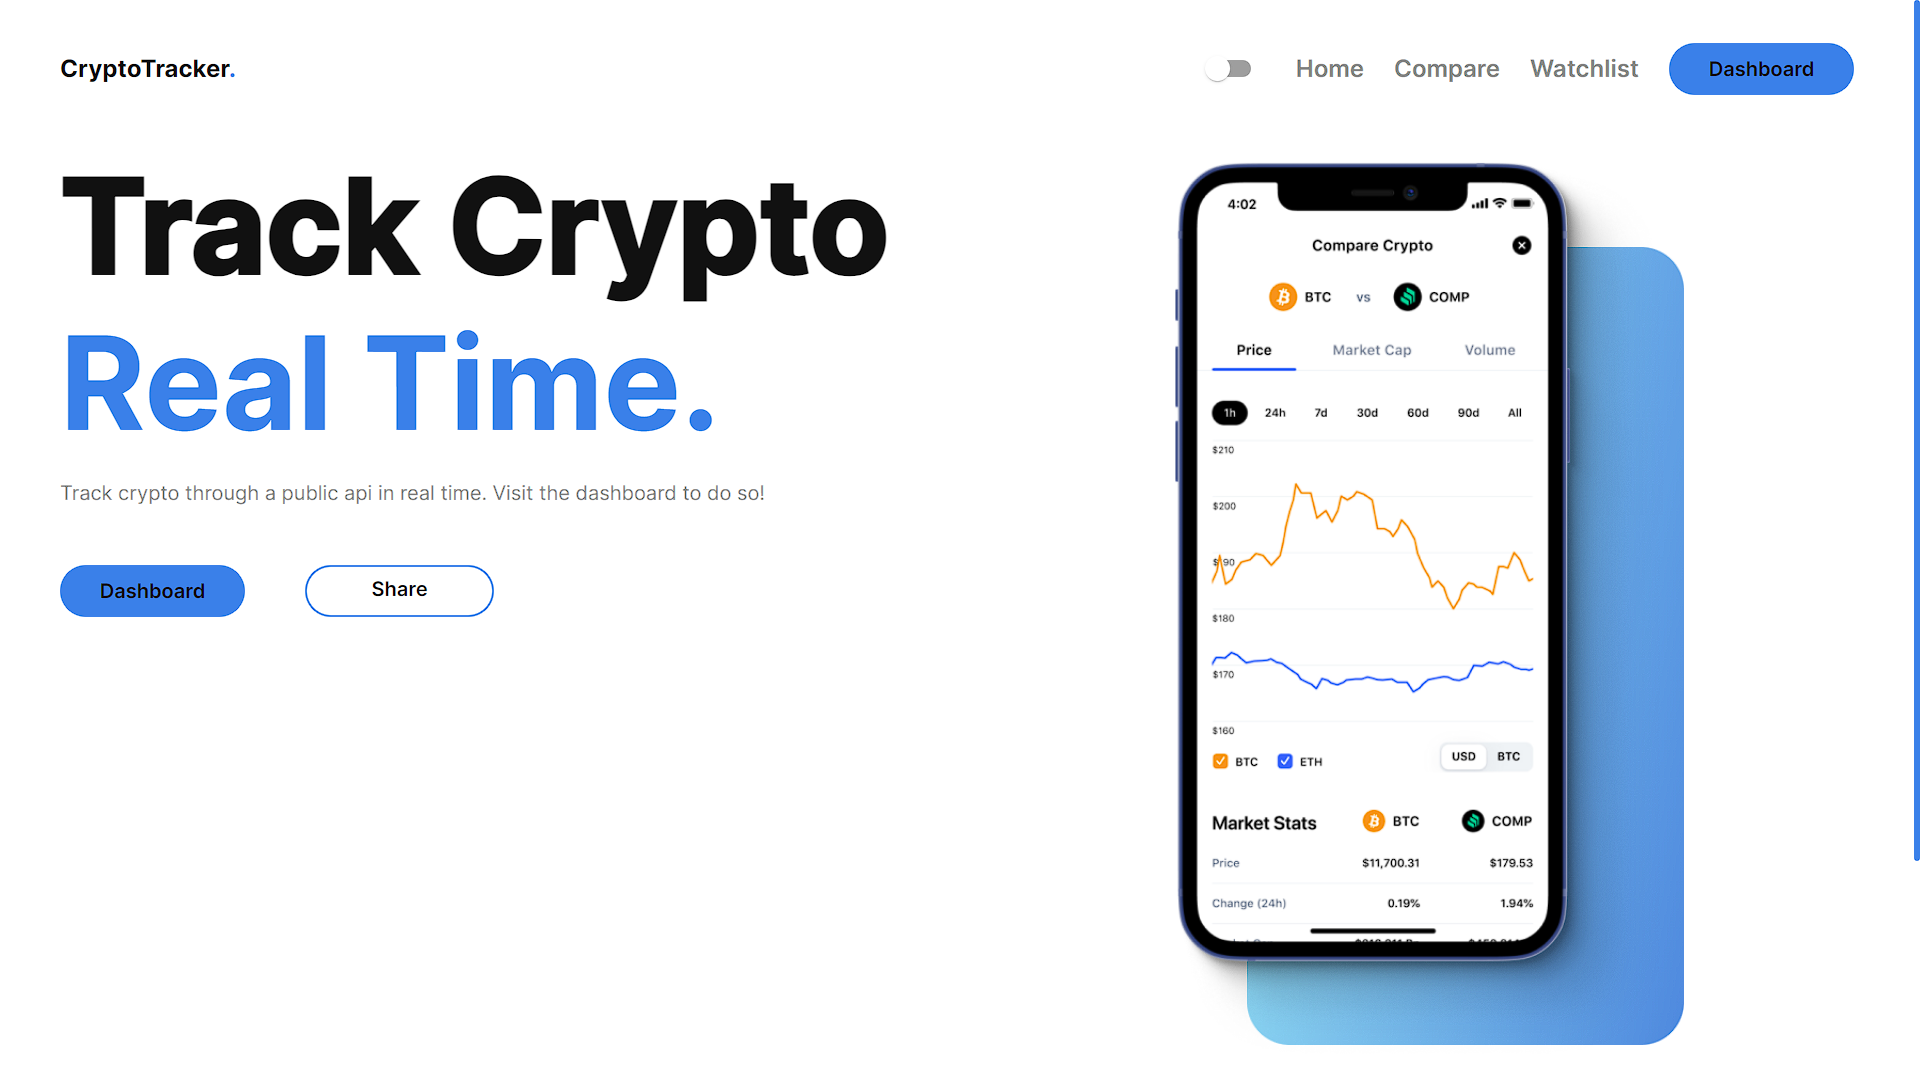 CryptoTracker.
Home Compare Watchlist Dashboard
Track Crypto
Real Time.
Track crypto through a public api in real time. Visit the dashboard to do so!
Dashboard Share
4:02
Compare Crypto
BTC vs COMP
Price Market Cap Volume
1h 24h 7d 30d 60d 90d All
$210
$200
$190
$180
$170
$160
BTC ETH USD BTC
Market Stats BTC COMP
Price $11,700.31 $179.53
Change (24h) 0.19% 1.94%